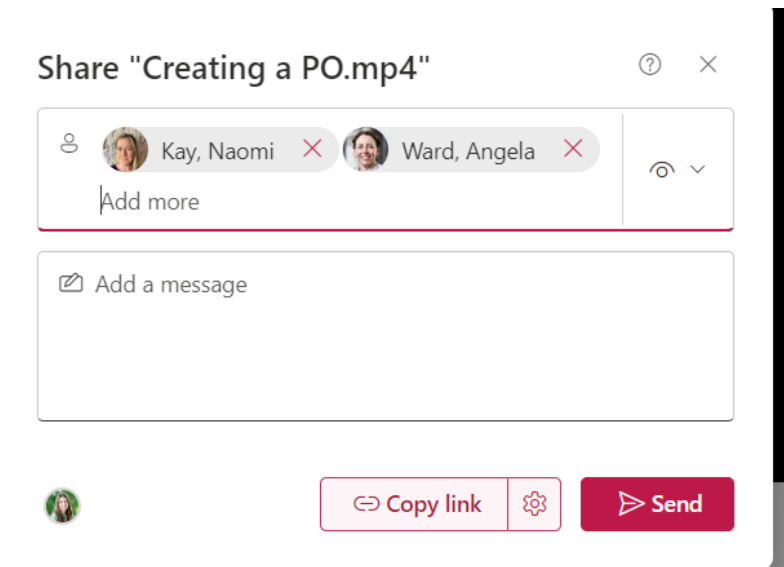 Share "Creating a PO.mp4"
Kay, Naomi Ward, Angela
Add more
Add a message
Copy link Send